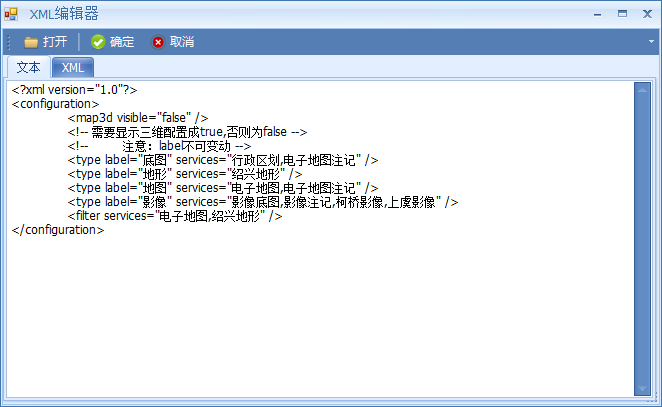 XML编辑器
打开 确定 取消
文本 XML
<?xml version="1.0"?>
<configuration>
<map3d visible="false" />
<!-- 需要显示三维配置成true,否则为false -->
<!-- 注意：label不可变动 -->
<type label="底图" services="行政区划,电子地图注记" />
<type label="地形" services="绍兴地形" />
<type label="地图" services="电子地图,电子地图注记" />
<type label="影像" services="影像底图,影像注记,柯桥影像,上虞影像" />
<filter services="电子地图,绍兴地形" />
</configuration>